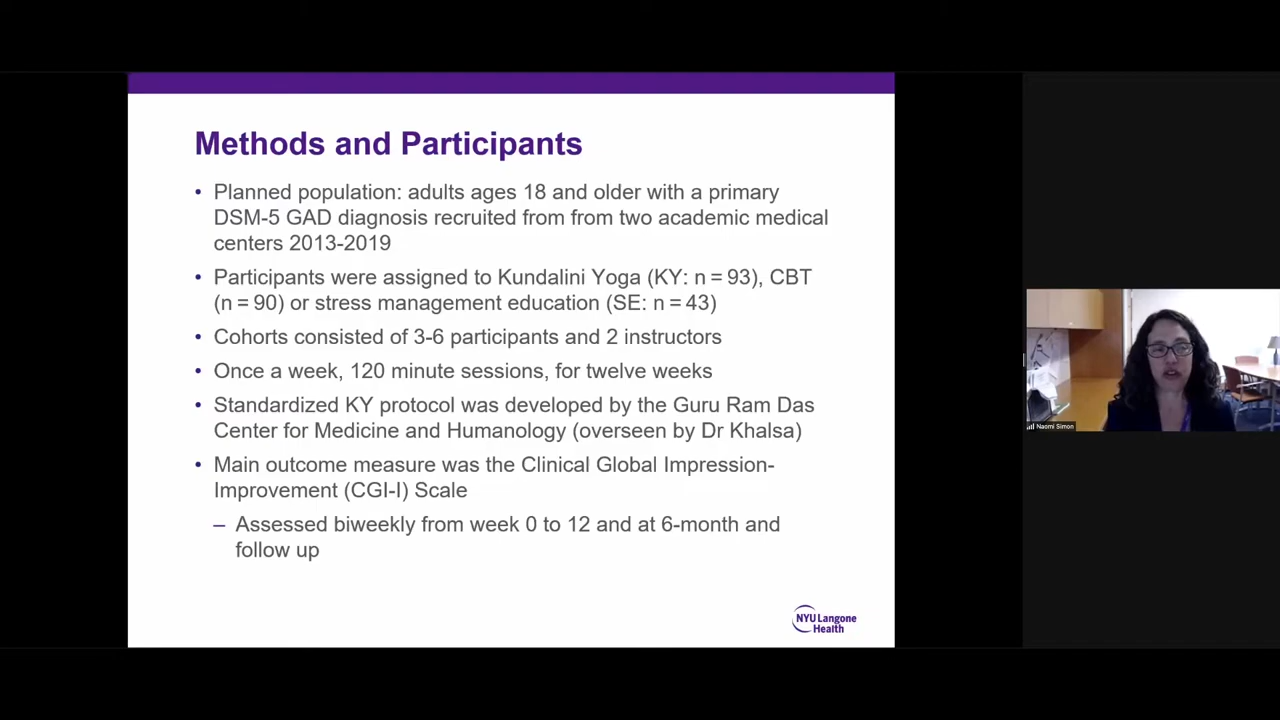 Methods and Participants
• Planned population: adults ages 18 and older with a primary
DSM-5 GAD diagnosis recruited from from two academic medical
centers 2013-2019
• Participants were assigned to Kundalini Yoga (KY: n = 93), CBT
(n = 90) or stress management education (SE: n = 43)
• Cohorts consisted of 3-6 participants and 2 instructors
• Once a week, 120 minute sessions, for twelve weeks
• Standardized KY protocol was developed by the Guru Ram Das
Center for Medicine and Humanology (overseen by Dr Khalsa)
• Main outcome measure was the Clinical Global Impression-
Improvement (CGI-I) Scale
– Assessed biweekly from week 0 to 12 and at 6-month and
follow up
NYU Langone
Health
Naomi Simon